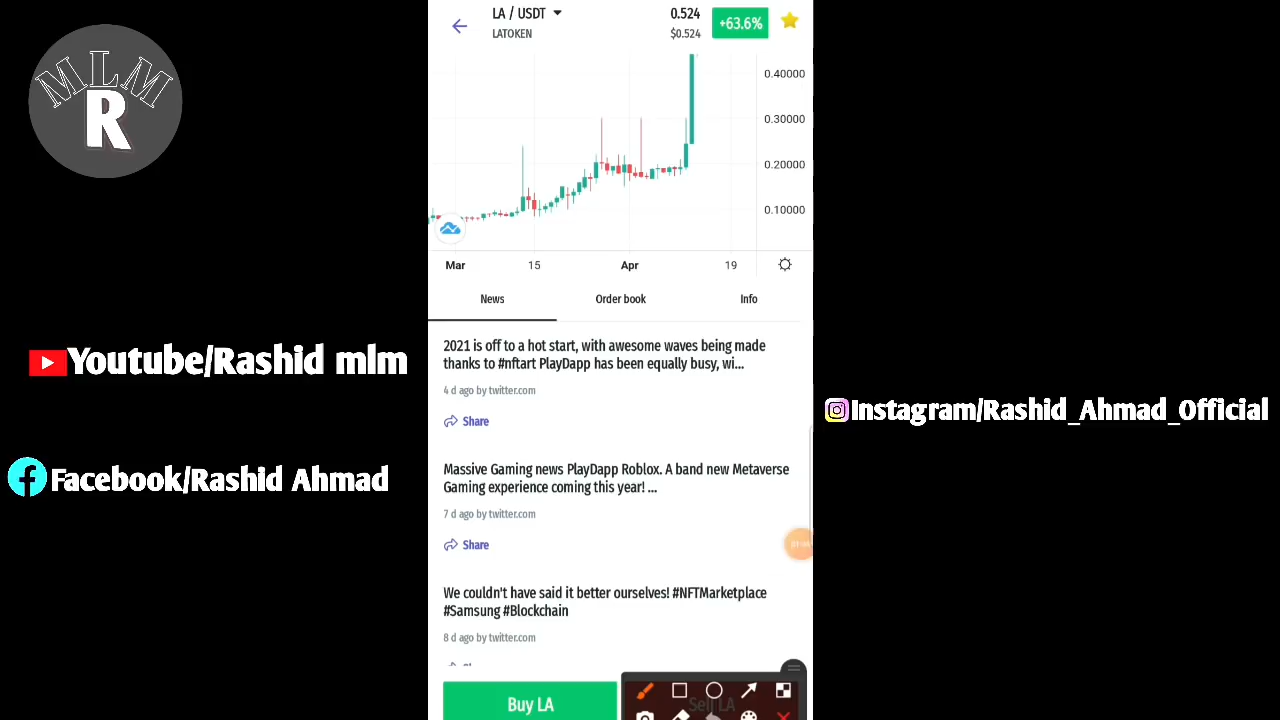 MLM
R
Youtube/Rashid mlm
Facebook/Rashid Ahmad
LA / USDT
LATOKEN
0.524
$0.524
+63.6%
0.40000
0.30000
0.20000
0.10000
Mar 15 Apr 19
News Order book Info
2021 is off to a hot start, with awesome waves being made
thanks to #nftart PlayDapp has been equally busy, wi...
4 d ago by twitter.com
Share
Massive Gaming news PlayDapp Roblox. A band new Metaverse
Gaming experience coming this year! ...
7 d ago by twitter.com
Share
We couldn't have said it better ourselves! #NFTMarketplace
#Samsung #Blockchain
8 d ago by twitter.com
Buy LA
Sell LA
Instagram/Rashid_Ahmad_Official